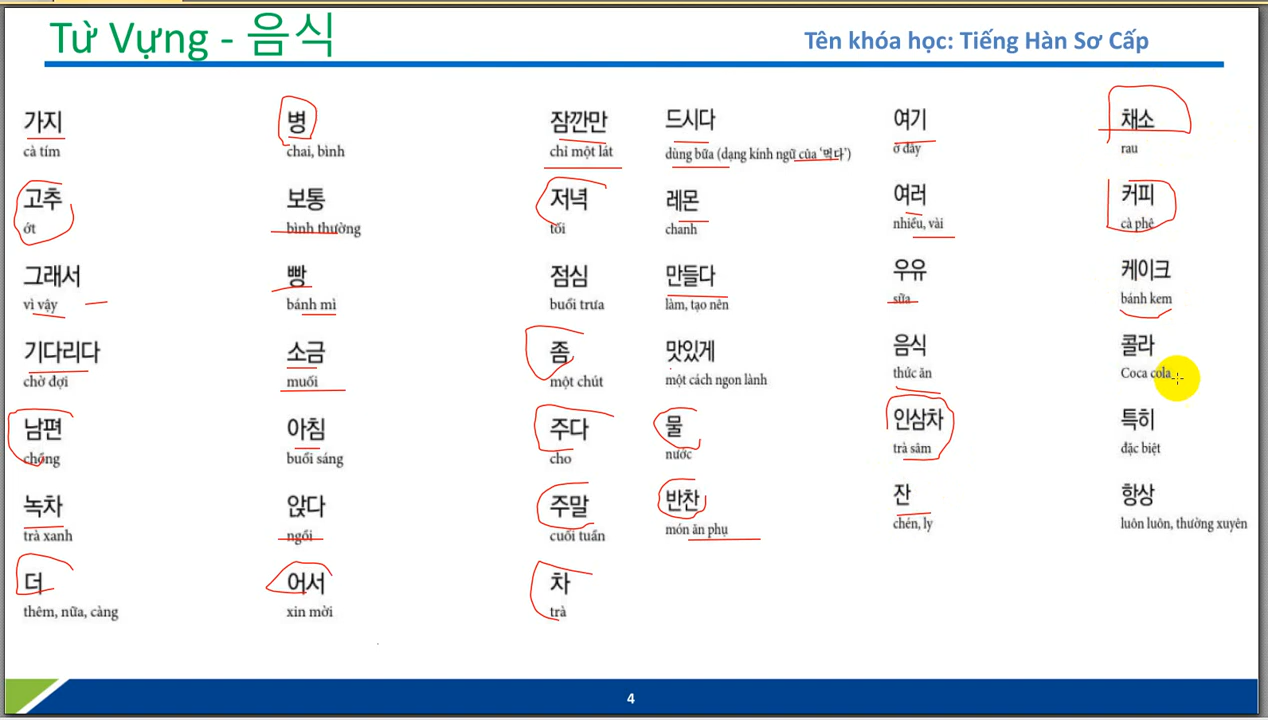 Từ Vựng - 음식
Tên khóa học: Tiếng Hàn Sơ Cấp
가지
cà tím
고추
ớt
그래서
vì vậy
기다리다
chờ đợi
남편
chồng
녹차
trà xanh
더
thêm, nữa, càng
병
chai, bình
보통
bình thường
빵
bánh mì
소금
muối
아침
buổi sáng
앉다
ngồi
어서
xin mời
잠깐만
chỉ một lát
저녁
tối
점심
buổi trưa
좀
một chút
주다
cho
주말
cuối tuần
차
trà
드시다
dùng bữa (dạng kính ngữ của ‘먹다’)
레몬
chanh
만들다
làm, tạo nên
맛있게
một cách ngon lành
물
nước
반찬
món ăn phụ
여기
ở đây
여러
nhiều, vài
우유
sữa
음식
thức ăn
인삼차
trà sâm
잔
chén, ly
채소
rau
커피
cà phê
케이크
bánh kem
콜라
Coca cola
특히
đặc biệt
항상
luôn luôn, thường xuyên
4